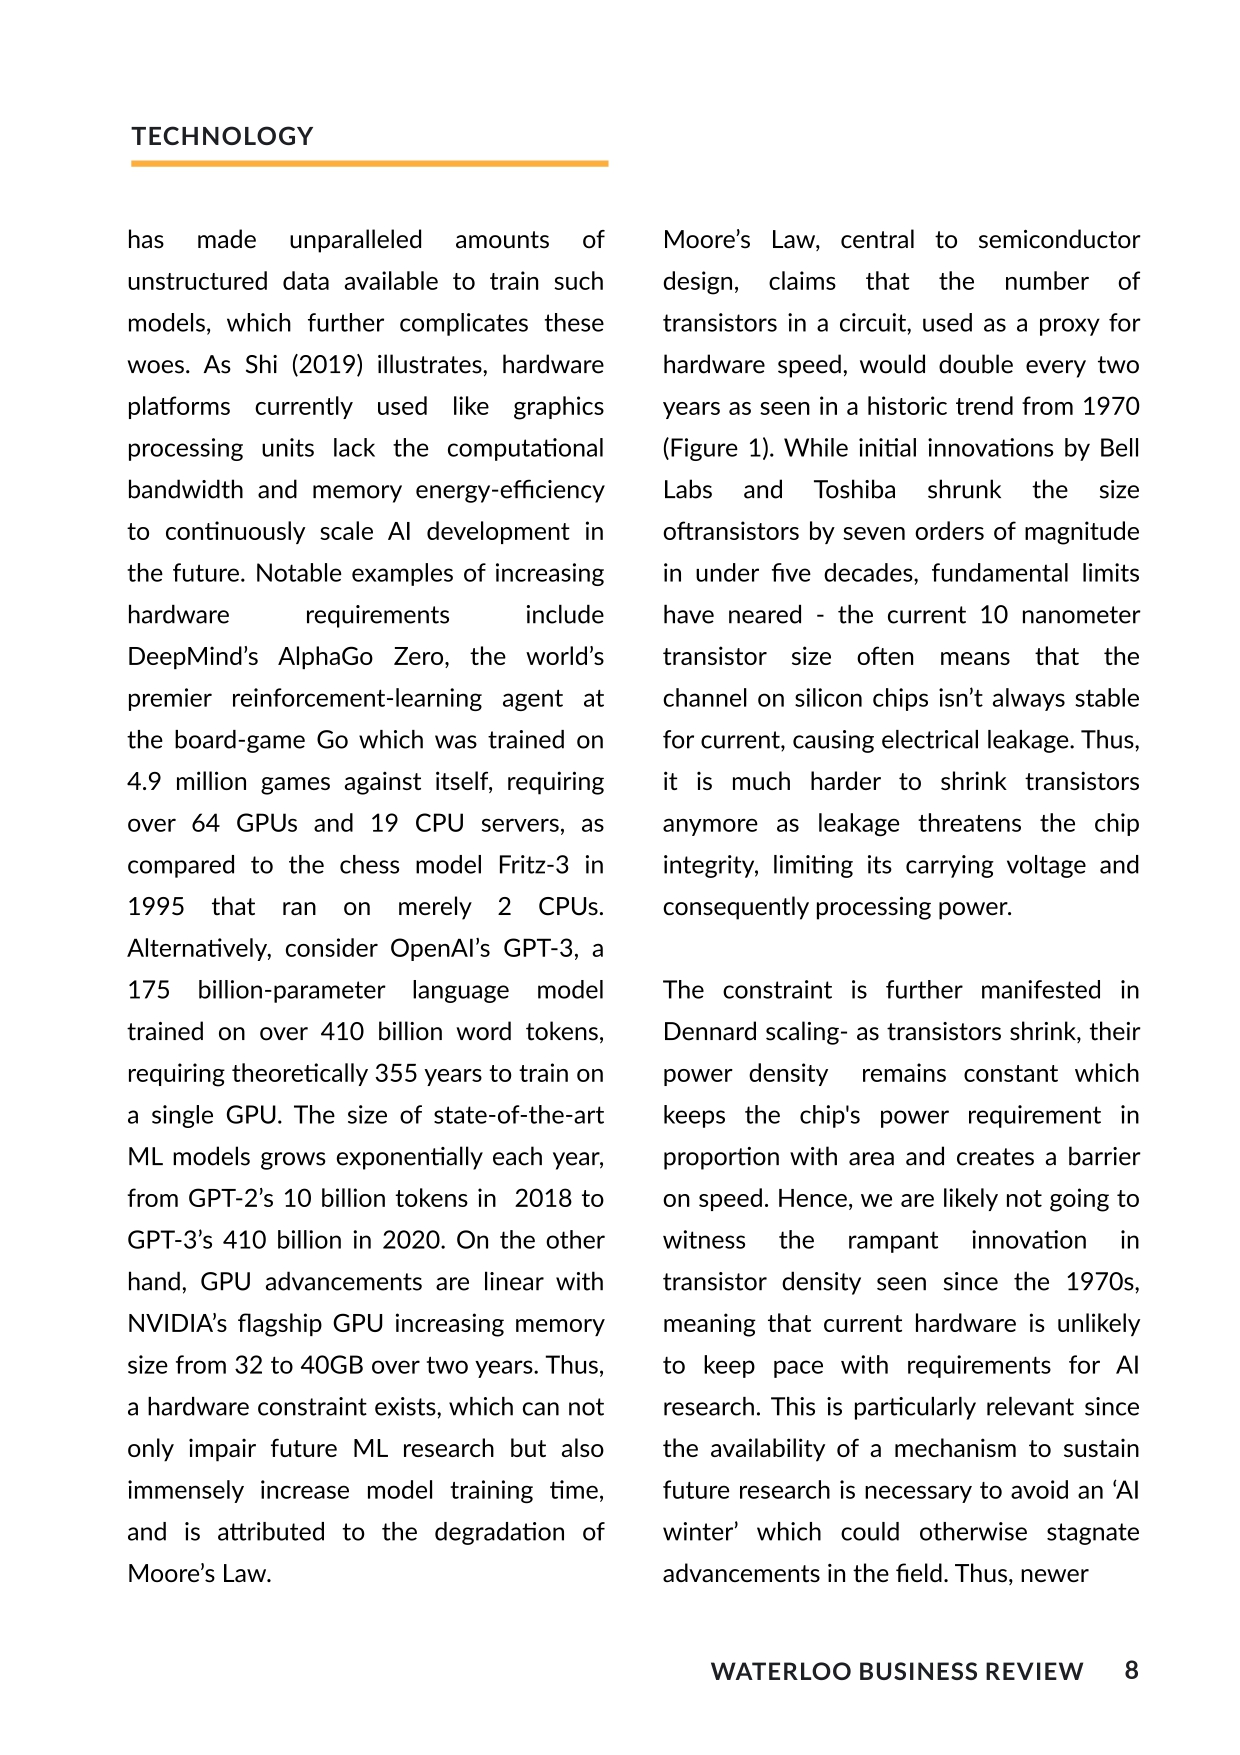 TECHNOLOGY
has made unparalleled amounts of
unstructured data available to train such
models, which further complicates these
woes. As Shi (2019) illustrates, hardware
platforms currently used like graphics
processing units lack the computational
bandwidth and memory energy-efficiency
to continuously scale AI development in
the future. Notable examples of increasing
hardware requirements include
DeepMind’s AlphaGo Zero, the world’s
premier reinforcement-learning agent at
the board-game Go which was trained on
4.9 million games against itself, requiring
over 64 GPUs and 19 CPU servers, as
compared to the chess model Fritz-3 in
1995 that ran on merely 2 CPUs.
Alternatively, consider OpenAI’s GPT-3, a
175 billion-parameter language model
trained on over 410 billion word tokens,
requiring theoretically 355 years to train on
a single GPU. The size of state-of-the-art
ML models grows exponentially each year,
from GPT-2’s 10 billion tokens in 2018 to
GPT-3’s 410 billion in 2020. On the other
hand, GPU advancements are linear with
NVIDIA’s flagship GPU increasing memory
size from 32 to 40GB over two years. Thus,
a hardware constraint exists, which can not
only impair future ML research but also
immensely increase model training time,
and is attributed to the degradation of
Moore’s Law.
Moore’s Law, central to semiconductor
design, claims that the number of
transistors in a circuit, used as a proxy for
hardware speed, would double every two
years as seen in a historic trend from 1970
(Figure 1). While initial innovations by Bell
Labs and Toshiba shrunk the size
oftransistors by seven orders of magnitude
in under five decades, fundamental limits
have neared - the current 10 nanometer
transistor size often means that the
channel on silicon chips isn’t always stable
for current, causing electrical leakage. Thus,
it is much harder to shrink transistors
anymore as leakage threatens the chip
integrity, limiting its carrying voltage and
consequently processing power.
The constraint is further manifested in
Dennard scaling- as transistors shrink, their
power density remains constant which
keeps the chip's power requirement in
proportion with area and creates a barrier
on speed. Hence, we are likely not going to
witness the rampant innovation in
transistor density seen since the 1970s,
meaning that current hardware is unlikely
to keep pace with requirements for AI
research. This is particularly relevant since
the availability of a mechanism to sustain
future research is necessary to avoid an ‘AI
winter’ which could otherwise stagnate
advancements in the field. Thus, newer
WATERLOO BUSINESS REVIEW 8